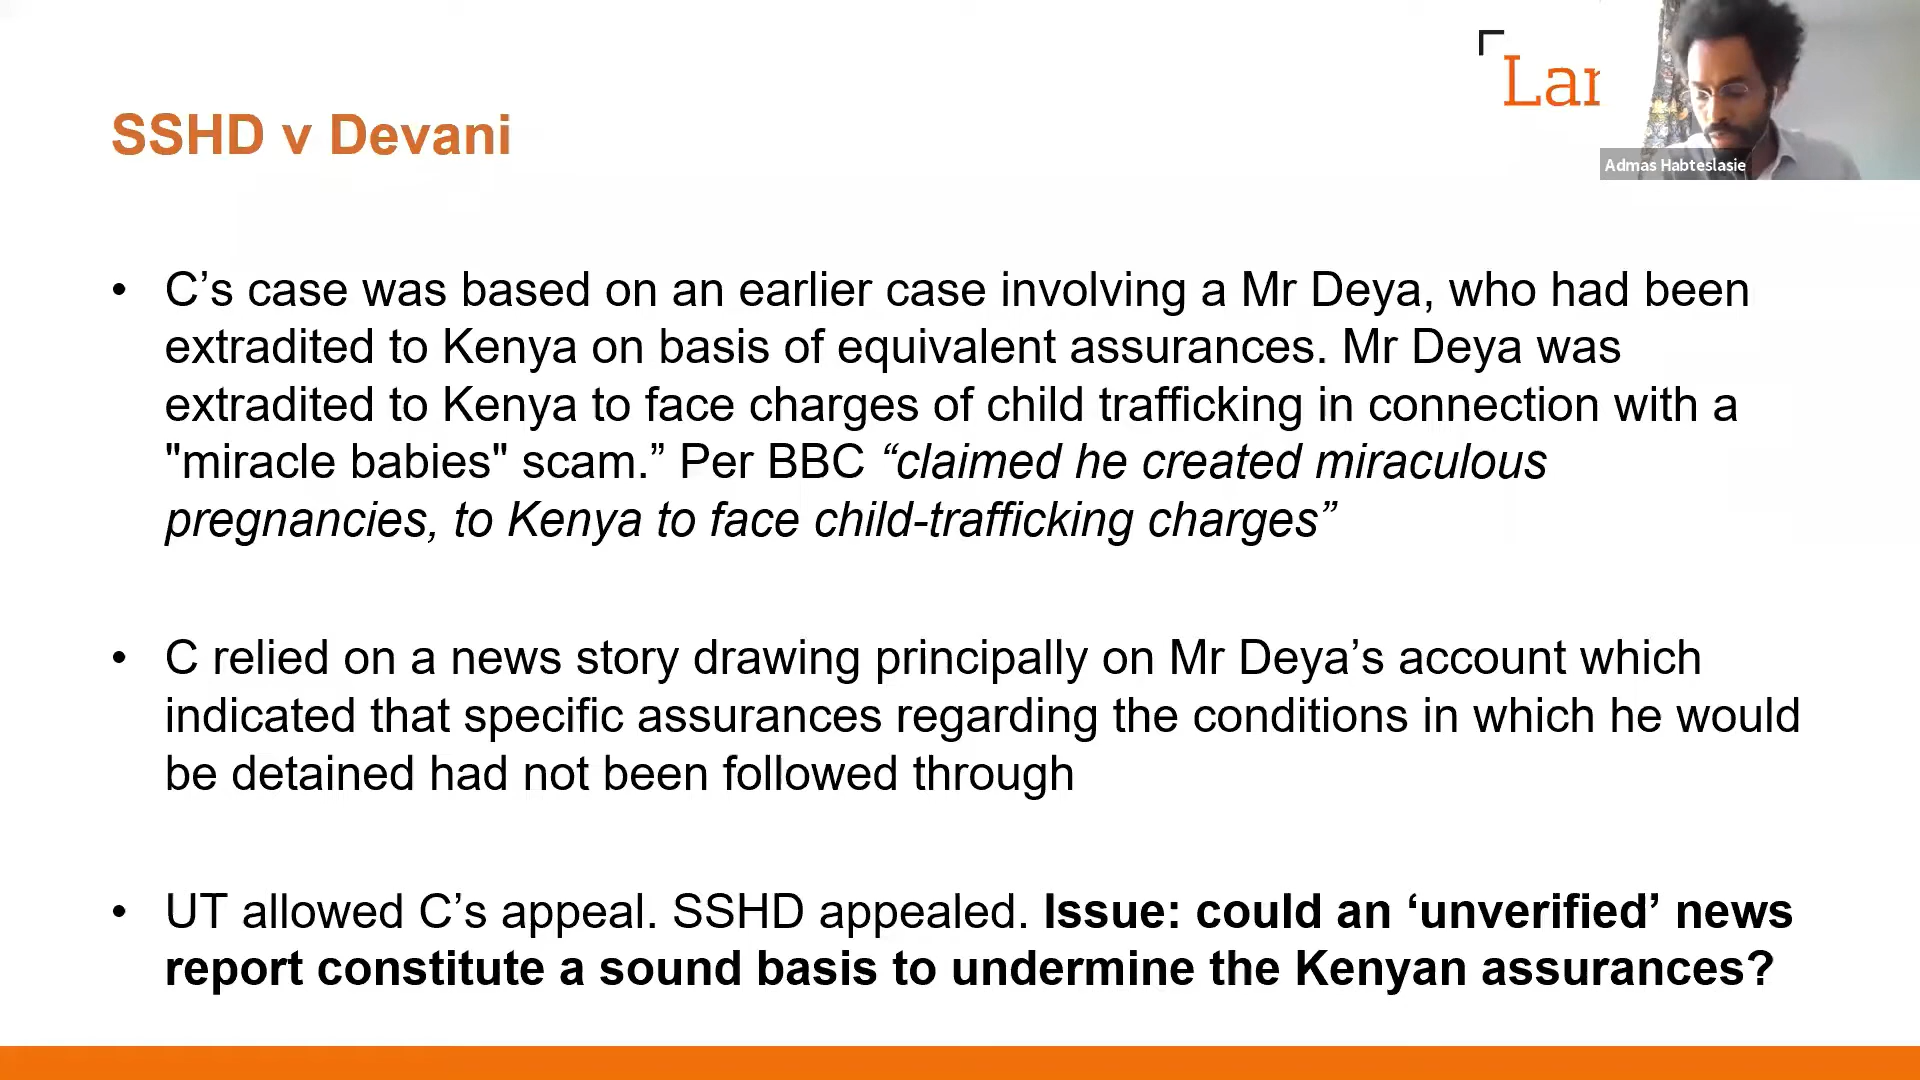 Lar
Admas Habteslasie
SSHD v Devani
• C’s case was based on an earlier case involving a Mr Deya, who had been
extradited to Kenya on basis of equivalent assurances. Mr Deya was
extradited to Kenya to face charges of child trafficking in connection with a
"miracle babies" scam.” Per BBC “claimed he created miraculous
pregnancies, to Kenya to face child-trafficking charges”
• C relied on a news story drawing principally on Mr Deya’s account which
indicated that specific assurances regarding the conditions in which he would
be detained had not been followed through
• UT allowed C’s appeal. SSHD appealed. Issue: could an ‘unverified’ news
report constitute a sound basis to undermine the Kenyan assurances?